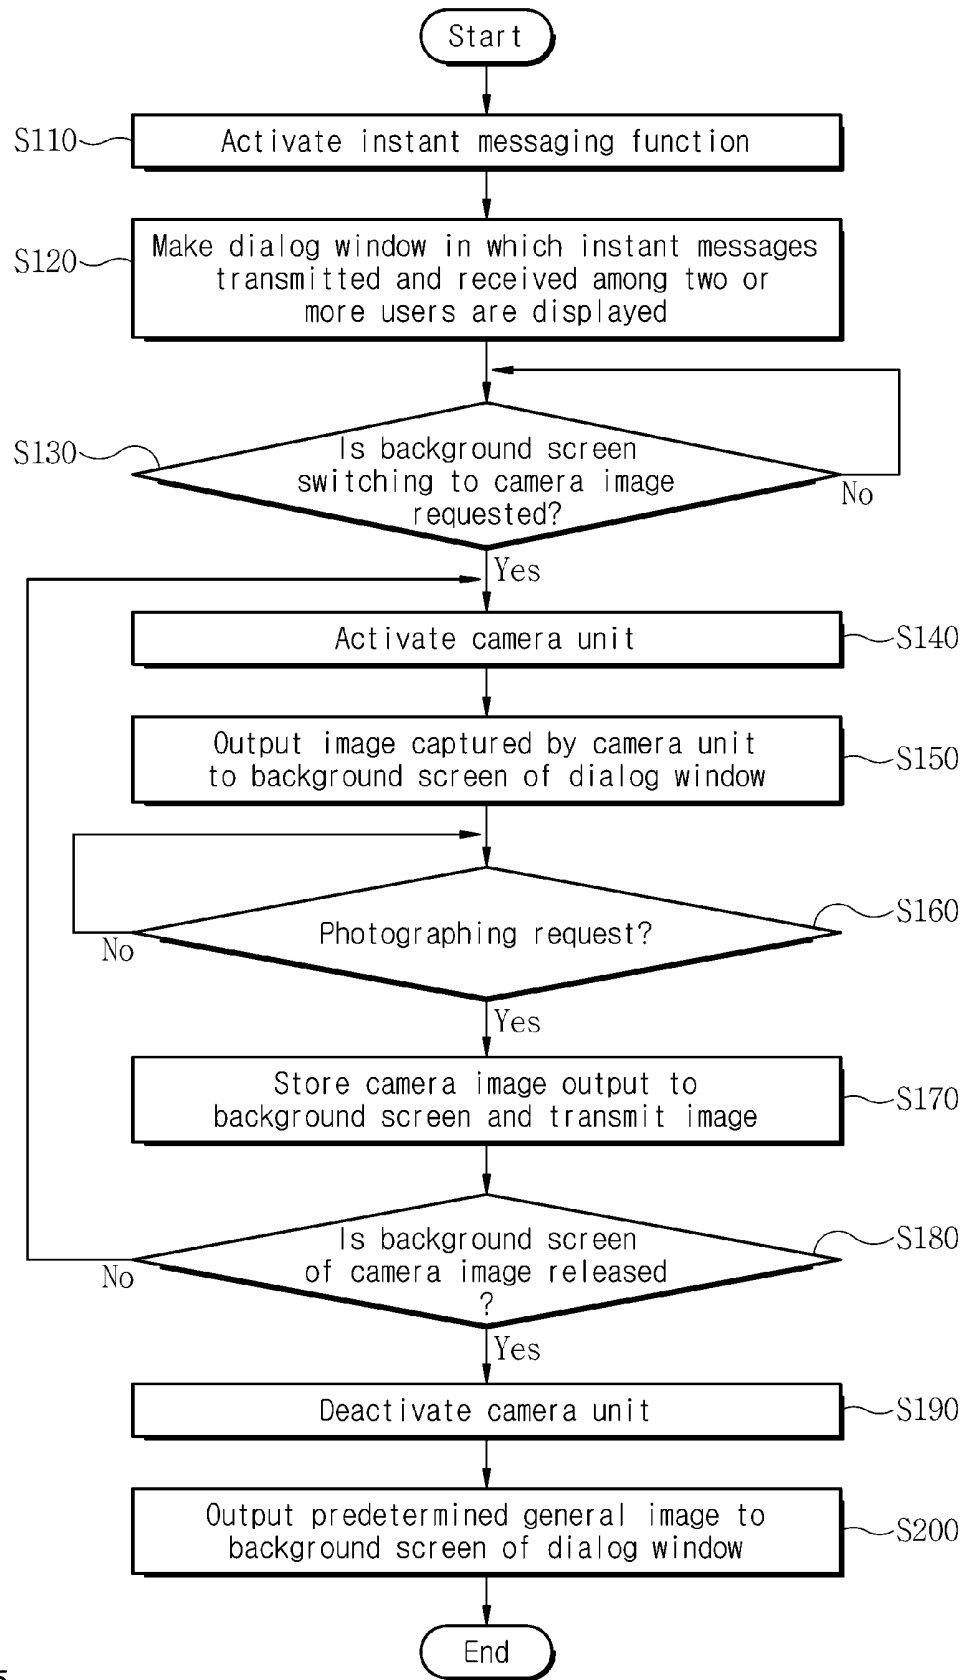 Start
S110
Activate instant messaging function
S120
Make dialog window in which instant messages
transmitted and received among two or
more users are displayed
S130
Is background screen
switching to camera image
requested?
No
Yes
Activate camera unit
S140
Output image captured by camera unit
to background screen of dialog window
S150
Photographing request?
S160
No
Yes
Store camera image output to
background screen and transmit image
S170
Is background screen
of camera image released
?
S180
No
Yes
Deactivate camera unit
S190
Output predetermined general image to
background screen of dialog window
S200
End